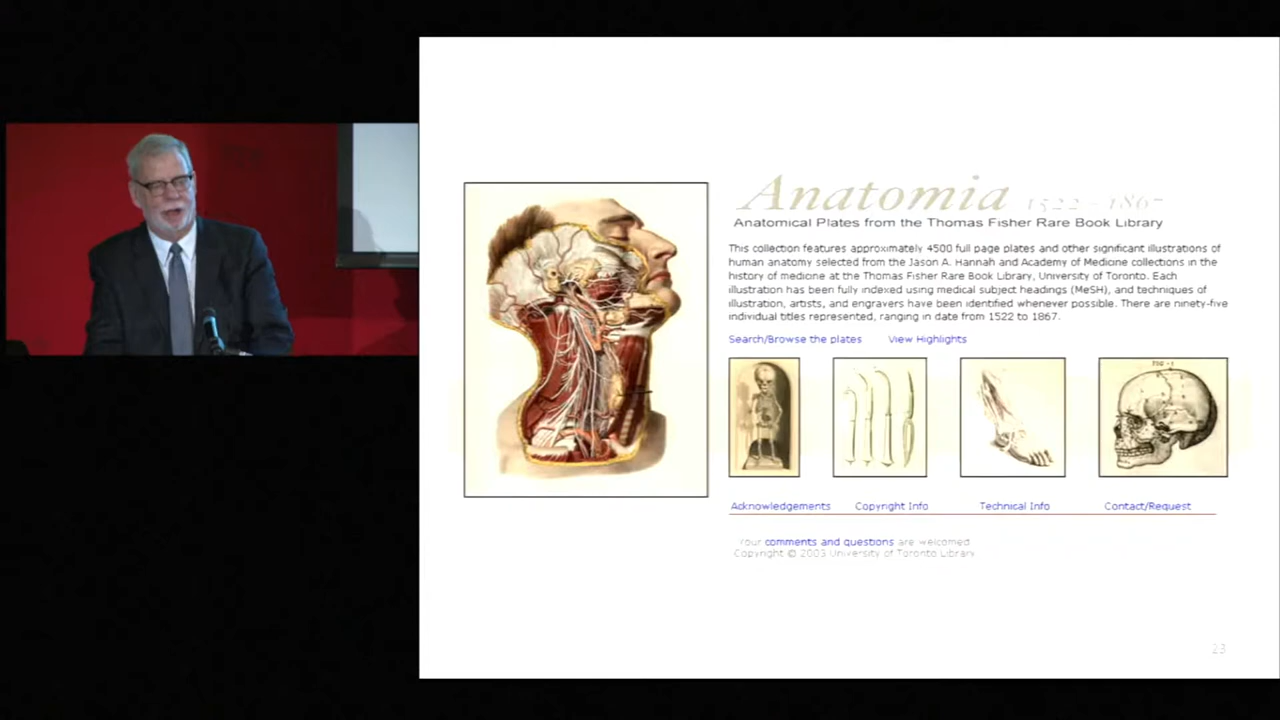 Anatomia 1522 - 1867
Anatomical Plates from the Thomas Fisher Rare Book Library
This collection features approximately 4500 full page plates and other significant illustrations of
human anatomy selected from the Jason A. Hannah and Academy of Medicine collections in the
history of medicine at the Thomas Fisher Rare Book Library, University of Toronto. Each
illustration has been fully indexed using medical subject headings (MeSH), and techniques of
illustration, artists, and engravers have been identified whenever possible. There are ninety-five
individual titles represented, ranging in date from 1522 to 1867.
Search/Browse the plates View Highlights
FIG - I
Acknowledgements Copyright Info Technical Info Contact/Request
Your comments and questions are welcomed
Copyright © 2003 University of Toronto Library
23